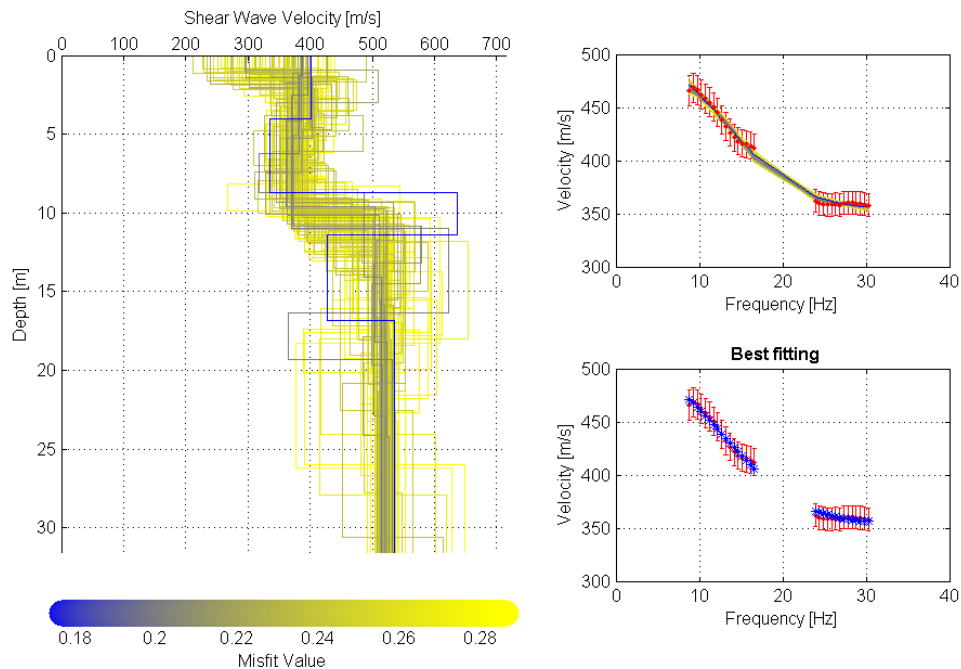 Shear Wave Velocity [m/s]
0 100 200 300 400 500 600 700
0
5
10
15
20
25
30
Depth [m]
0.18 0.2 0.22 0.24 0.26 0.28
Misfit Value
500
450
400
350
300
Velocity [m/s]
0 10 20 30 40
Frequency [Hz]
Best fitting
500
450
400
350
300
Velocity [m/s]
0 10 20 30 40
Frequency [Hz]